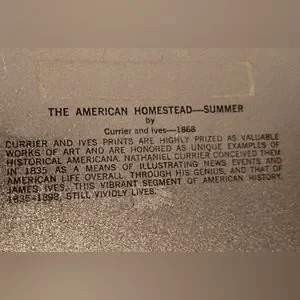 THE AMERICAN HOMESTEAD—SUMMER
by
Currier and Ives—1868
CURRIER AND IVES PRINTS ARE HIGHLY PRIZED AS VALUABLE
WORKS OF ART AND ARE HONORED AS UNIQUE EXAMPLES OF
HISTORICAL AMERICANA. NATHANIEL CURRIER CONCEIVED THEM
IN 1835 AS A MEANS OF ILLUSTRATING NEWS EVENTS AND
AMERICAN LIFE OVERALL. THROUGH HIS GENIUS, AND THAT OF
JAMES IVES, THIS VIBRANT SEGMENT OF AMERICAN HISTORY,
1835-1898, STILL VIVIDLY LIVES.